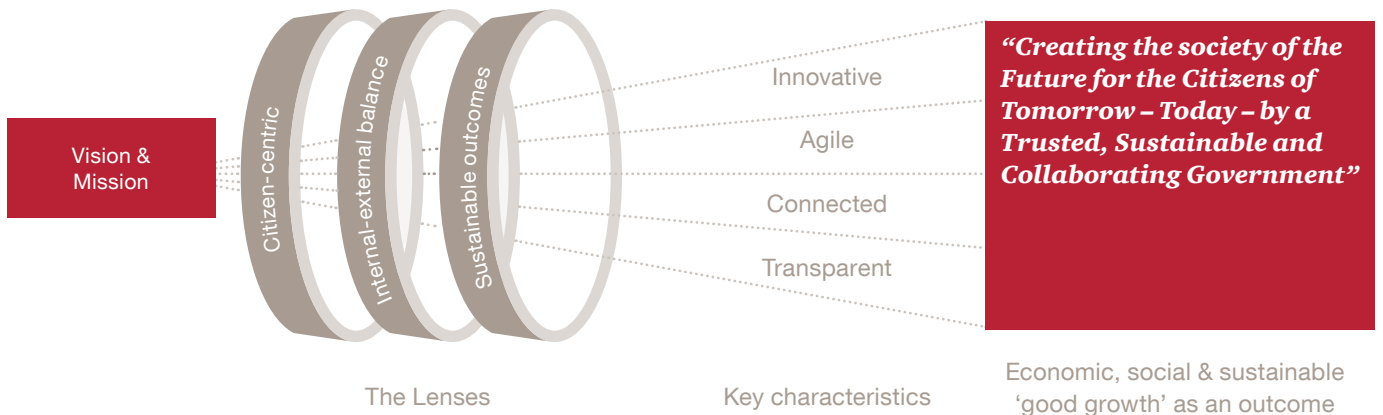 Vision &
Mission
Citizen-centric
Internal-external balance
Sustainable outcomes
Innovative
Agile
Connected
Transparent
“Creating the society of the
Future for the Citizens of
Tomorrow – Today – by a
Trusted, Sustainable and
Collaborating Government”
The Lenses
Key characteristics
Economic, social & sustainable
‘good growth’ as an outcome